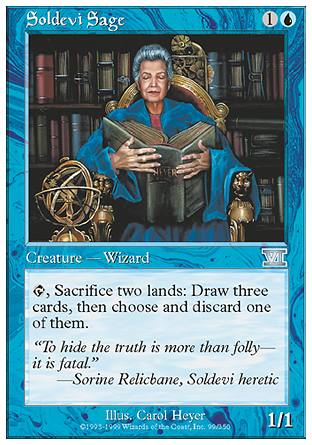 Soldevi Sage 1
Creature — Wizard VI
, Sacrifice two lands: Draw three
cards, then choose and discard one
of them.
“To hide the truth is more than folly—
it is fatal.”
—Sorine Relicbane, Soldevi heretic
Illus. Carol Heyer
©1993-1999 Wizards of the Coast, Inc. 99/350
1/1